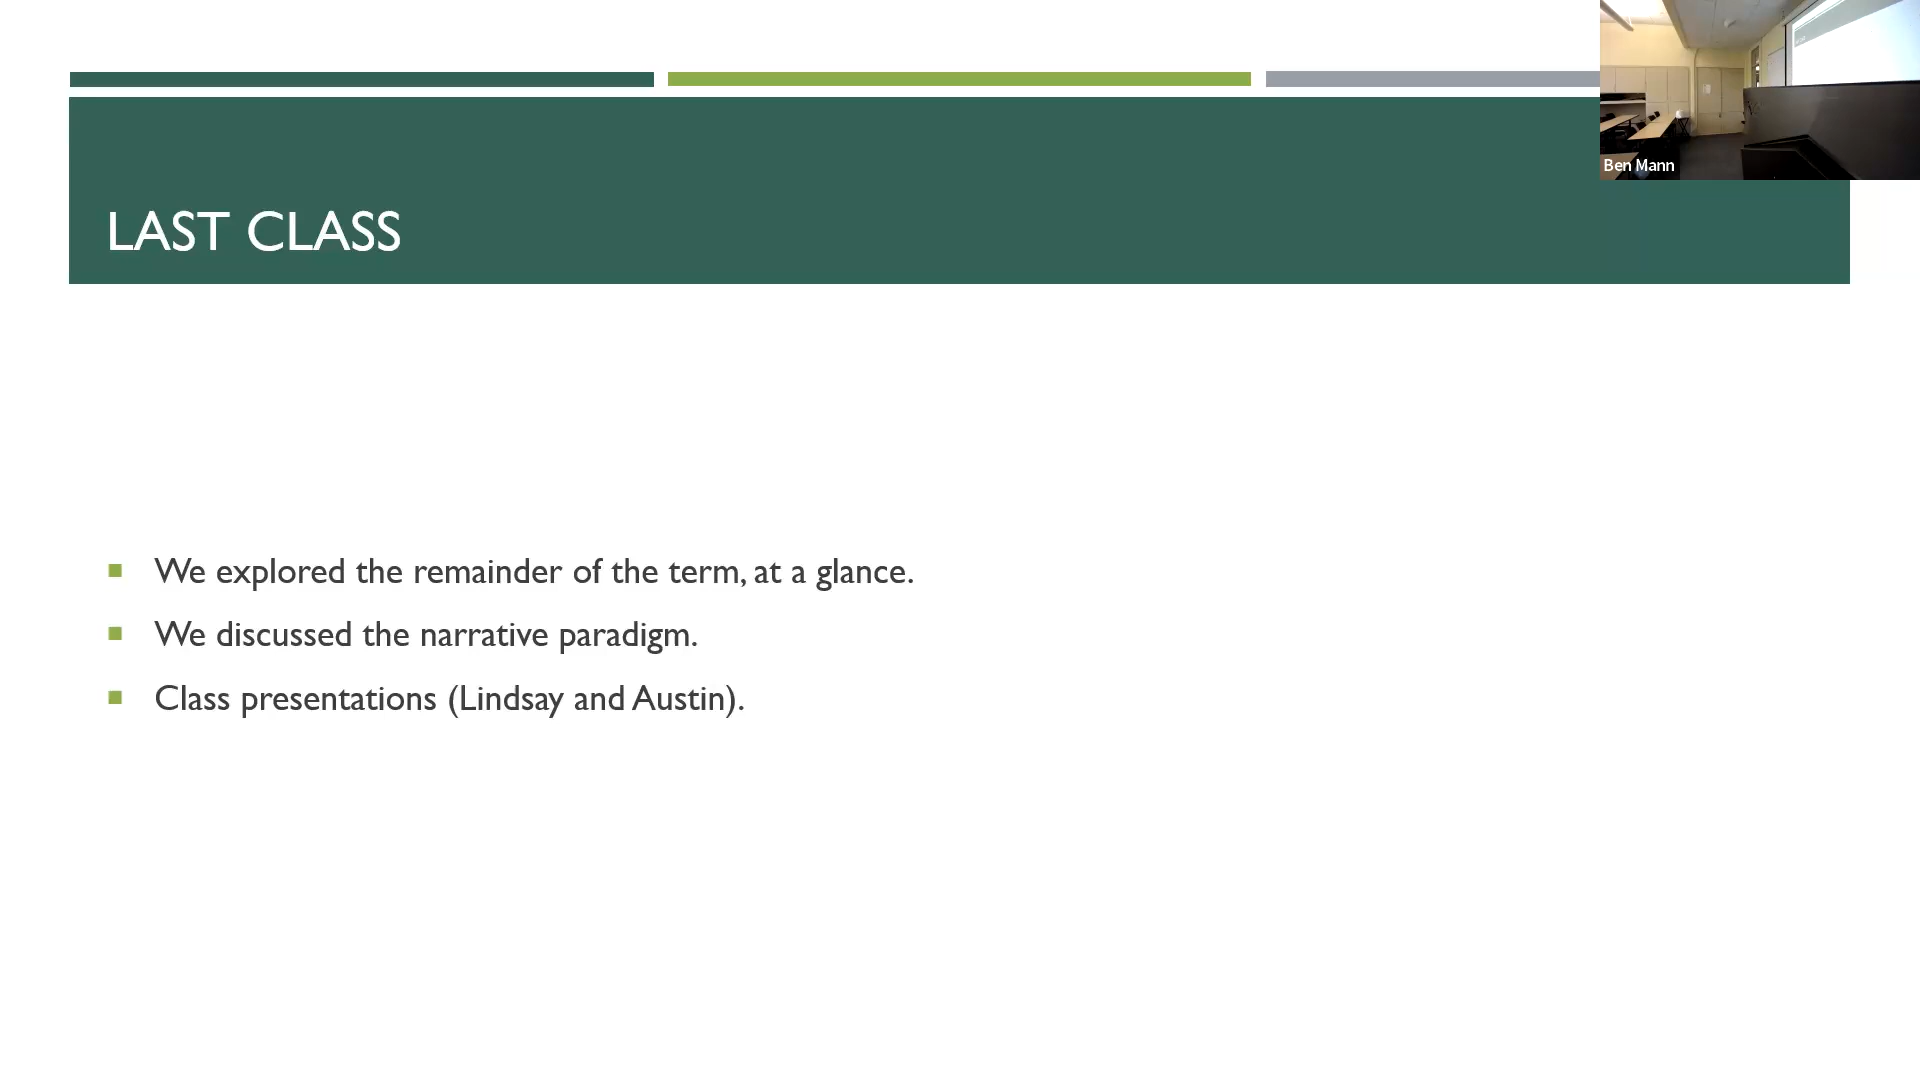 Ben Mann
LAST CLASS
We explored the remainder of the term, at a glance.
We discussed the narrative paradigm.
Class presentations (Lindsay and Austin).